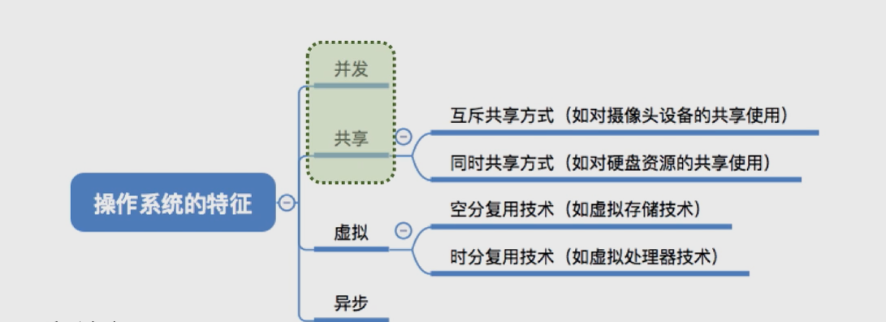 并发
互斥共享方式（如对摄像头设备的共享使用）
共享
同时共享方式（如对硬盘资源的共享使用）
操作系统的特征
空分复用技术（如虚拟存储技术）
虚拟
时分复用技术（如虚拟处理器技术）
异步